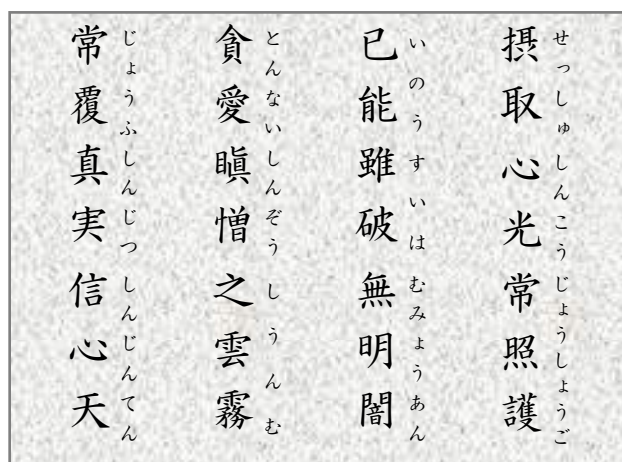 摂取心光常照護
せっしゅしんこうじょうしょうご
已能雖破無明闇
いのうすいはむみょうあん
貪愛瞋憎之雲霧
とんないしんぞうしうんむ
常覆真実信心天
じょうふしんじつしんじんてん